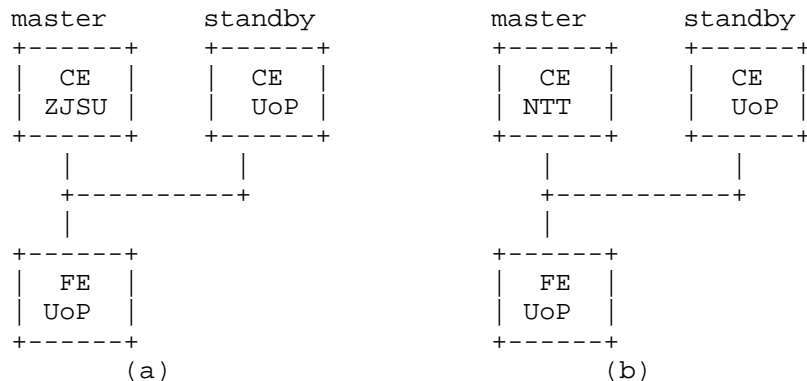 master standby master standby
+------+ +------+ +------+ +------+
| CE | | CE | | CE | | CE |
| ZJSU | | UoP | | NTT | | UoP |
+------+ +------+ +------+ +------+
| | | |
+----------+ +-----------+
| |
+------+ +------+
| FE | | FE |
| UoP | | UoP |
+------+ +------+
(a) (b)